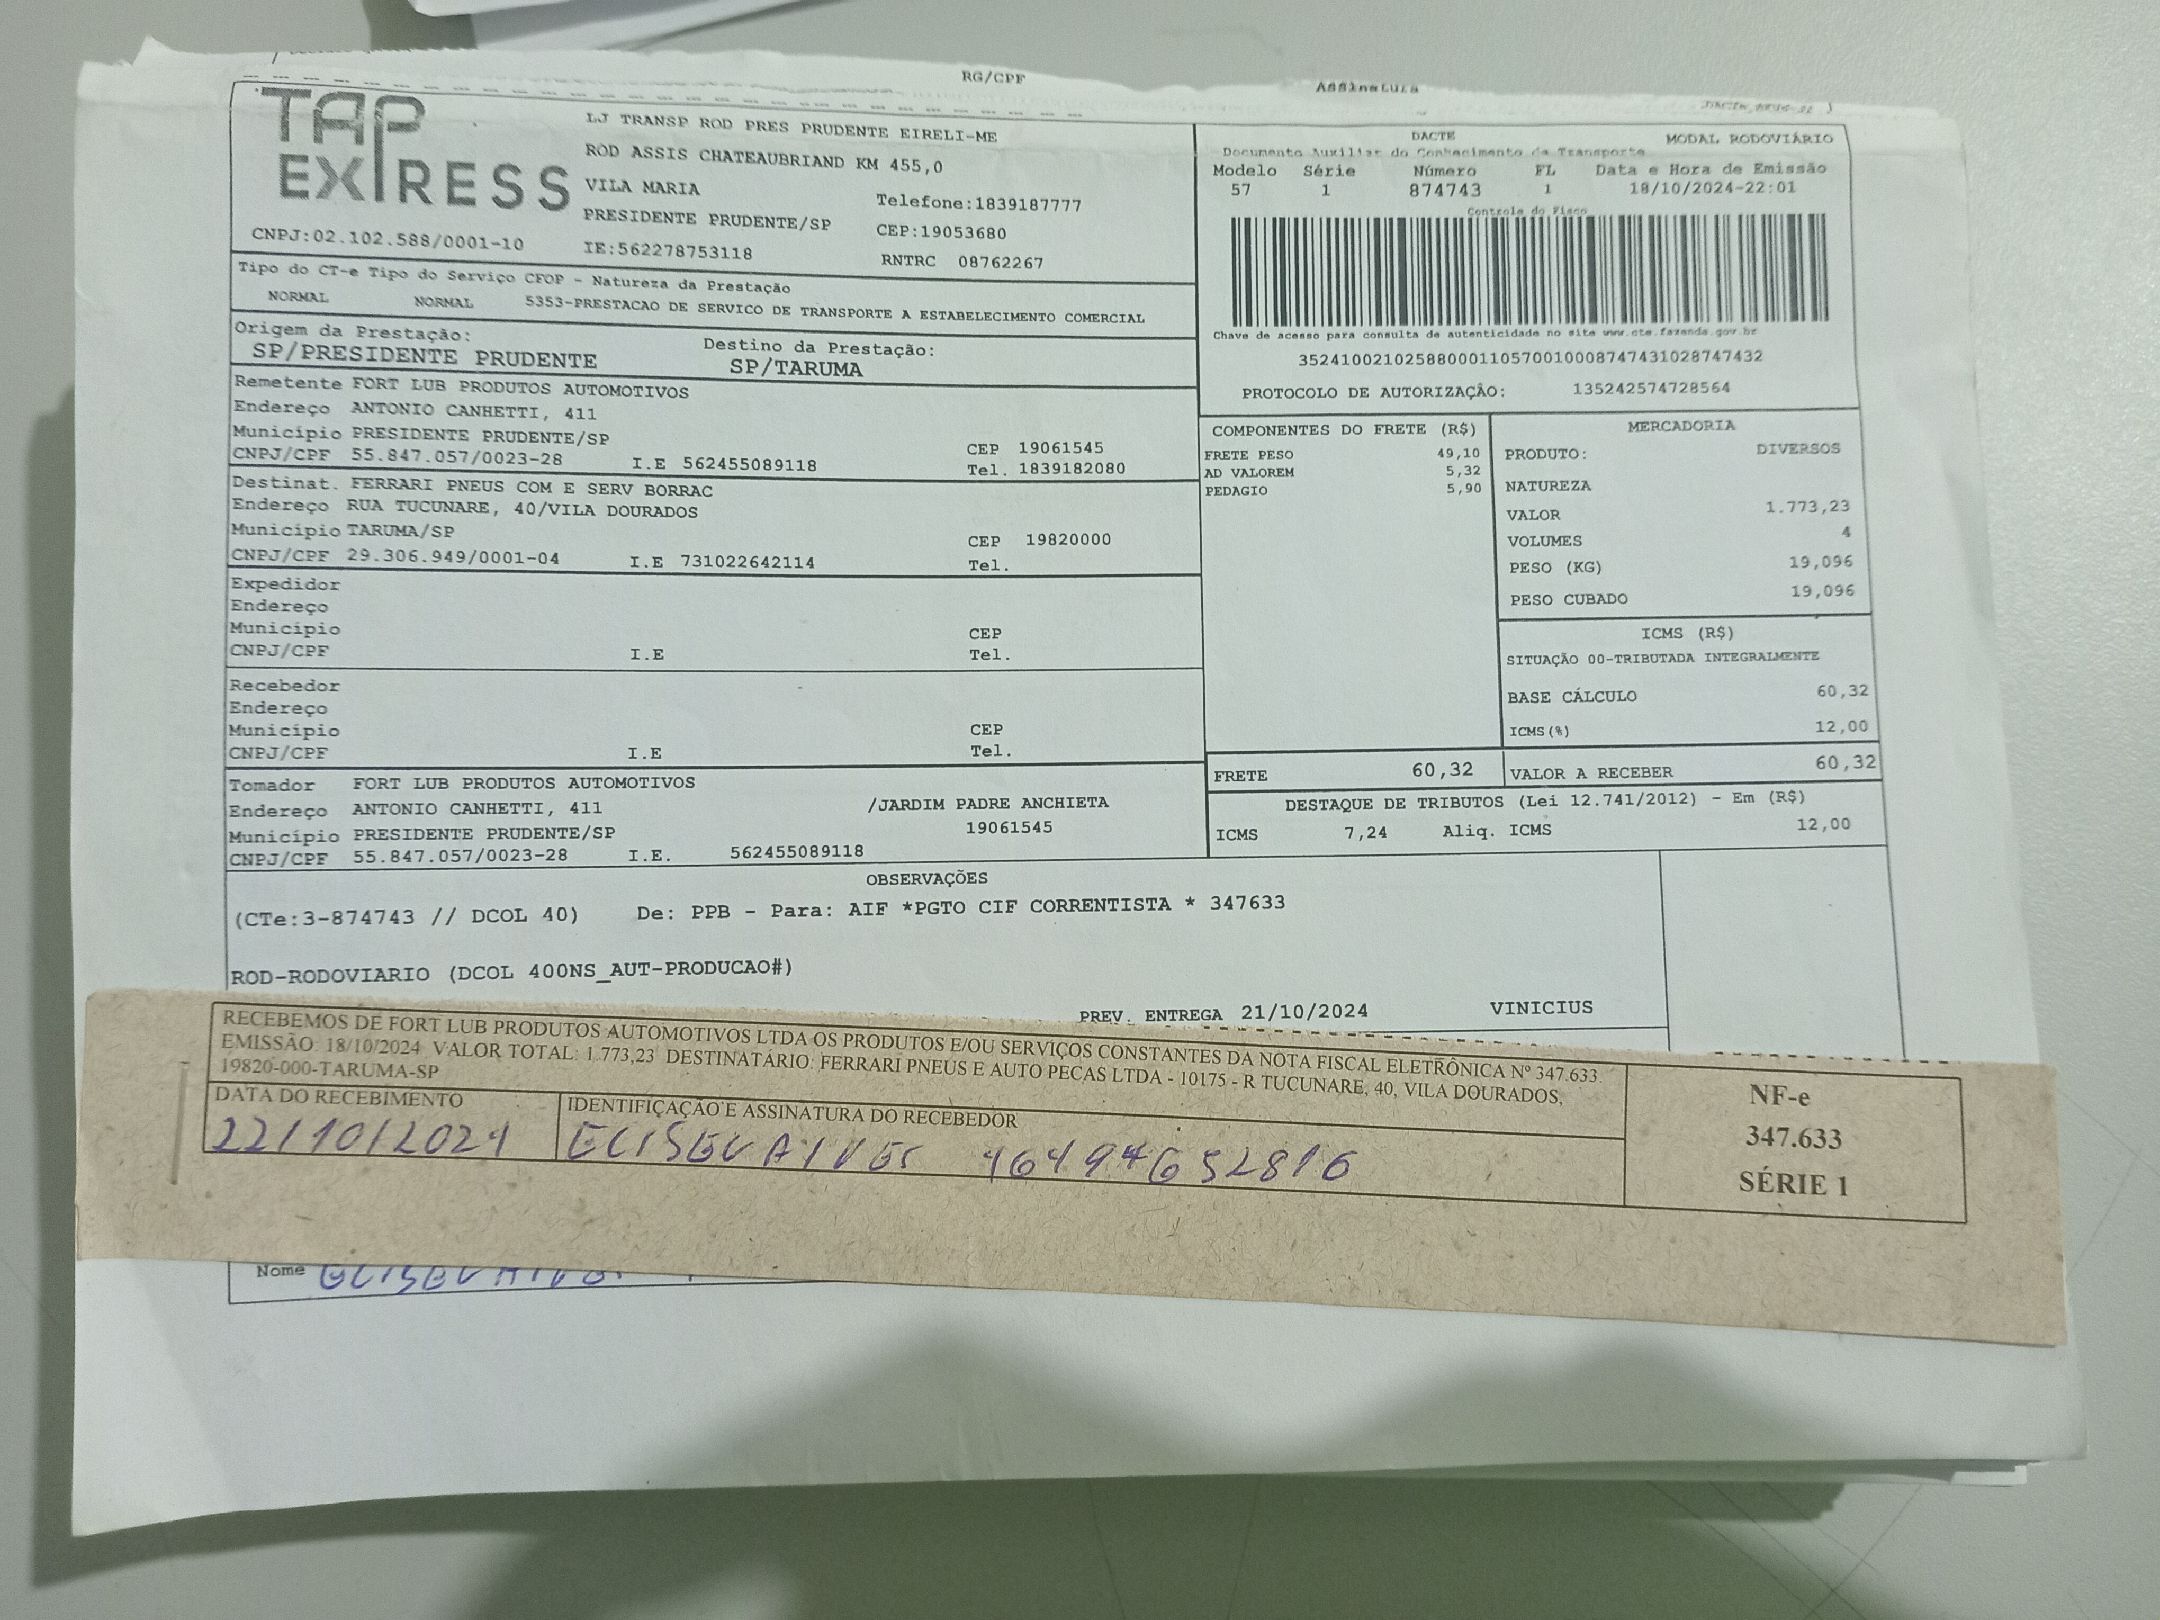 RG/CPF Assinatura
TAP EXPRESS
LJ TRANSP ROD PRES PRUDENTE EIRELI-ME
ROD ASSIS CHATEAUBRIAND KM 455,0
VILA MARIA
Telefone:1839187777
PRESIDENTE PRUDENTE/SP CEP:19053680
CNPJ:02.102.588/0001-10 IE:562278753118 RNTRC 08762267
DACTE MODAL RODOVIÁRIO
Documento Auxiliar do Conhecimento de Transporte
Modelo Série Número FL Data e Hora de Emissão
57 1 874743 1 18/10/2024-22:01
Controle do Fisco
Chave de acesso para consulta de autenticidade no site www.cte.fazenda.gov.br
35241002102588000110570010008747431028747432
PROTOCOLO DE AUTORIZAÇÃO: 135242574728564
Tipo do CT-e Tipo do Serviço CFOP - Natureza da Prestação
NORMAL NORMAL 5353-PRESTACAO DE SERVICO DE TRANSPORTE A ESTABELECIMENTO COMERCIAL
Origem da Prestação: Destino da Prestação:
SP/PRESIDENTE PRUDENTE SP/TARUMA
Remetente FORT LUB PRODUTOS AUTOMOTIVOS
Endereço ANTONIO CANHETTI, 411
Município PRESIDENTE PRUDENTE/SP CEP 19061545
CNPJ/CPF 55.847.057/0023-28 I.E 562455089118 Tel. 1839182080
Destinat. FERRARI PNEUS COM E SERV BORRAC
Endereço RUA TUCUNARE, 40/VILA DOURADOS
Município TARUMA/SP CEP 19820000
CNPJ/CPF 29.306.949/0001-04 I.E 731022642114 Tel.
Expedidor
Endereço
Município CEP
CNPJ/CPF I.E Tel.
Recebedor
Endereço
Município CEP
CNPJ/CPF I.E Tel.
Tomador FORT LUB PRODUTOS AUTOMOTIVOS
Endereço ANTONIO CANHETTI, 411 /JARDIM PADRE ANCHIETA
Município PRESIDENTE PRUDENTE/SP 19061545
CNPJ/CPF 55.847.057/0023-28 I.E. 562455089118
COMPONENTES DO FRETE (R$)
FRETE PESO 49,10
AD VALOREM 5,32
PEDAGIO 5,90
MERCADORIA
PRODUTO: DIVERSOS
NATUREZA
VALOR 1.773,23
VOLUMES 4
PESO (KG) 19,096
PESO CUBADO 19,096
ICMS (R$)
SITUAÇÃO 00-TRIBUTADA INTEGRALMENTE
BASE CÁLCULO 60,32
ICMS(%) 12,00
FRETE 60,32 VALOR A RECEBER 60,32
DESTAQUE DE TRIBUTOS (Lei 12.741/2012) - Em (R$)
ICMS 7,24 Aliq. ICMS 12,00
OBSERVAÇÕES
(CTe:3-874743 // DCOL 40) De: PPB - Para: AIF *PGTO CIF CORRENTISTA * 347633
ROD-RODOVIARIO (DCOL 400NS_AUT-PRODUCAO#)
PREV. ENTREGA 21/10/2024 VINICIUS
RECEBEMOS DE FORT LUB PRODUTOS AUTOMOTIVOS LTDA OS PRODUTOS E/OU SERVIÇOS CONSTANTES DA NOTA FISCAL ELETRÔNICA Nº 347.633.
EMISSÃO: 18/10/2024 VALOR TOTAL: 1.773,23 DESTINATÁRIO: FERRARI PNEUS E AUTO PECAS LTDA - 10175 - R TUCUNARE, 40, VILA DOURADOS,
19820-000-TARUMA-SP
DATA DO RECEBIMENTO IDENTIFICAÇÃO E ASSINATURA DO RECEBEDOR
22/10/2024
NF-e
347.633
SÉRIE 1
Nome